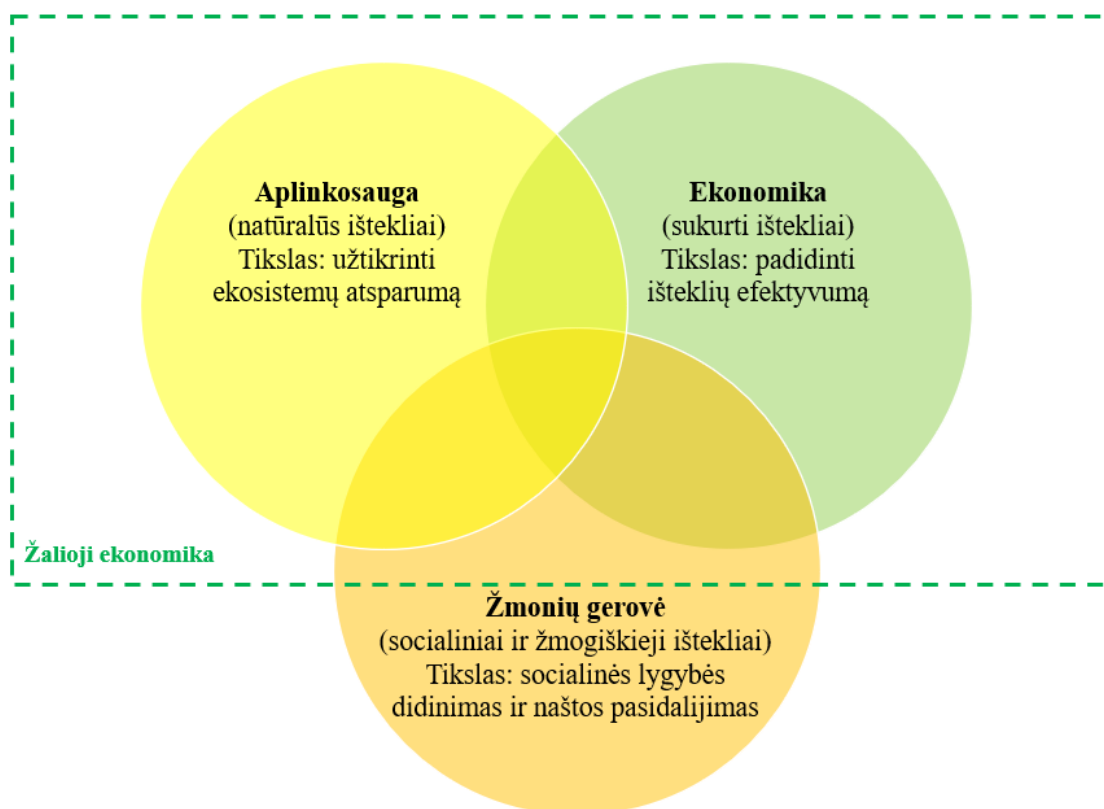 Aplinkosauga
(natūralūs ištekliai)
Tikslas: užtikrinti
ekosistemų atsparumą
Ekonomika
(sukurti ištekliai)
Tikslas: padidinti
išteklių efektyvumą
Žalioji ekonomika
Žmonių gerovė
(socialiniai ir žmogiškieji ištekliai)
Tikslas: socialinės lygybės
didinimas ir naštos pasidalijimas